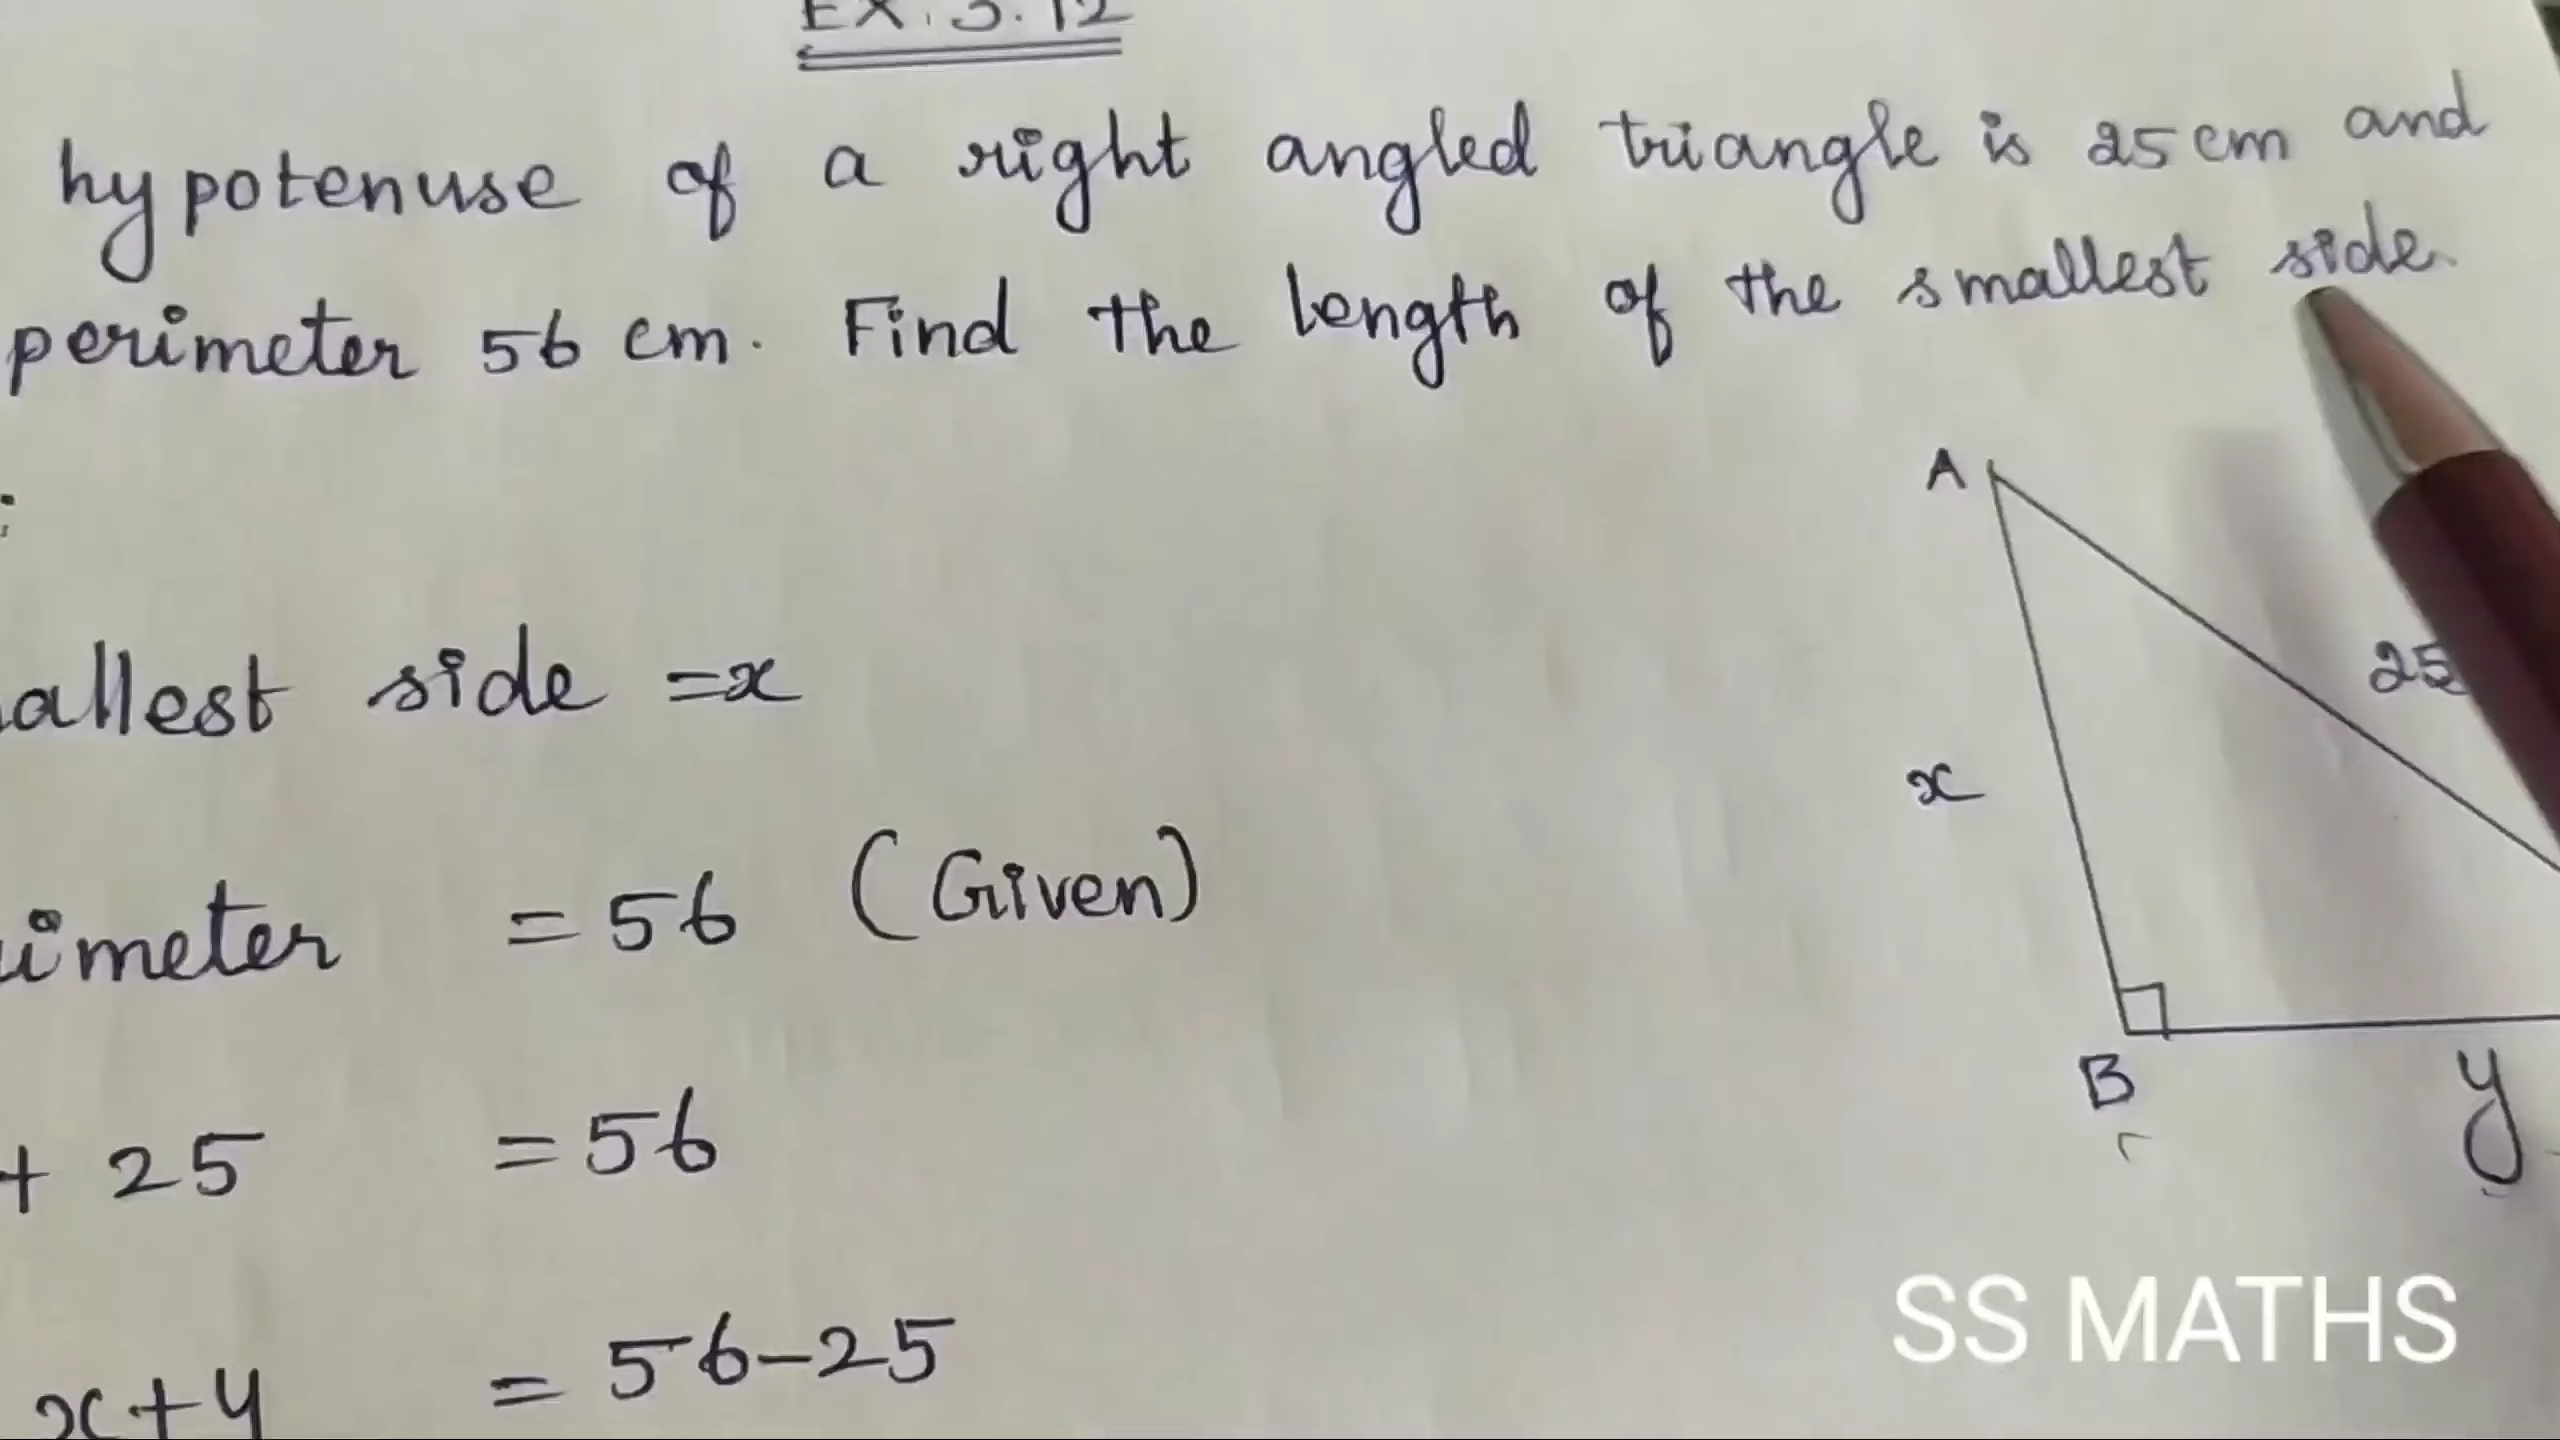 EX. 3.12
hypotenuse of a right angled triangle is 25 cm and
perimeter 56 cm. Find the length of the smallest side.
:
allest side = x
imeter = 56 (Given)
+ 25 = 56
x + y = 56 - 25
A
25
x
B
y
SS MATHS